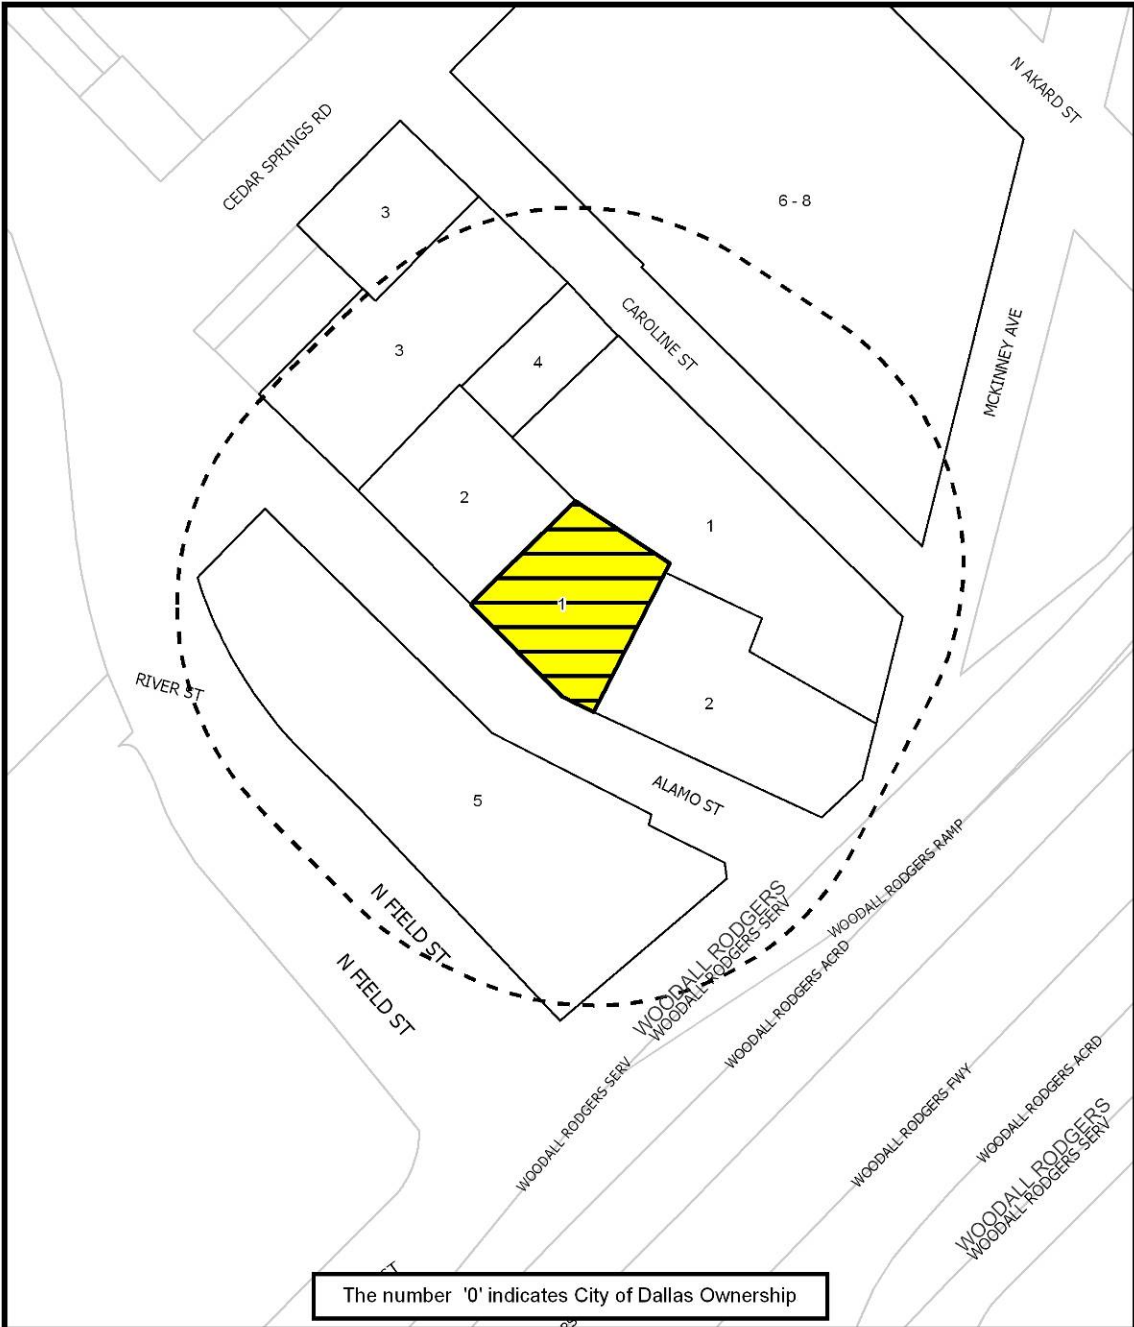 N AKARD ST
CEDAR SPRINGS RD
6 - 8
3
CAROLINE ST
MCKINNEY AVE
3
4
2
1
1
RIVER ST
2
ALAMO ST
5
N FIELD ST
N FIELD ST
WOODALL RODGERS
WOODALL RODGERS SERV
WOODALL RODGERS RAMP
WOODALL RODGERS ACRD
WOODALL RODGERS SERV
WOODALL RODGERS FWY
WOODALL RODGERS ACRD
WOODALL RODGERS
WOODALL RODGERS SERV
ST
The number '0' indicates City of Dallas Ownership